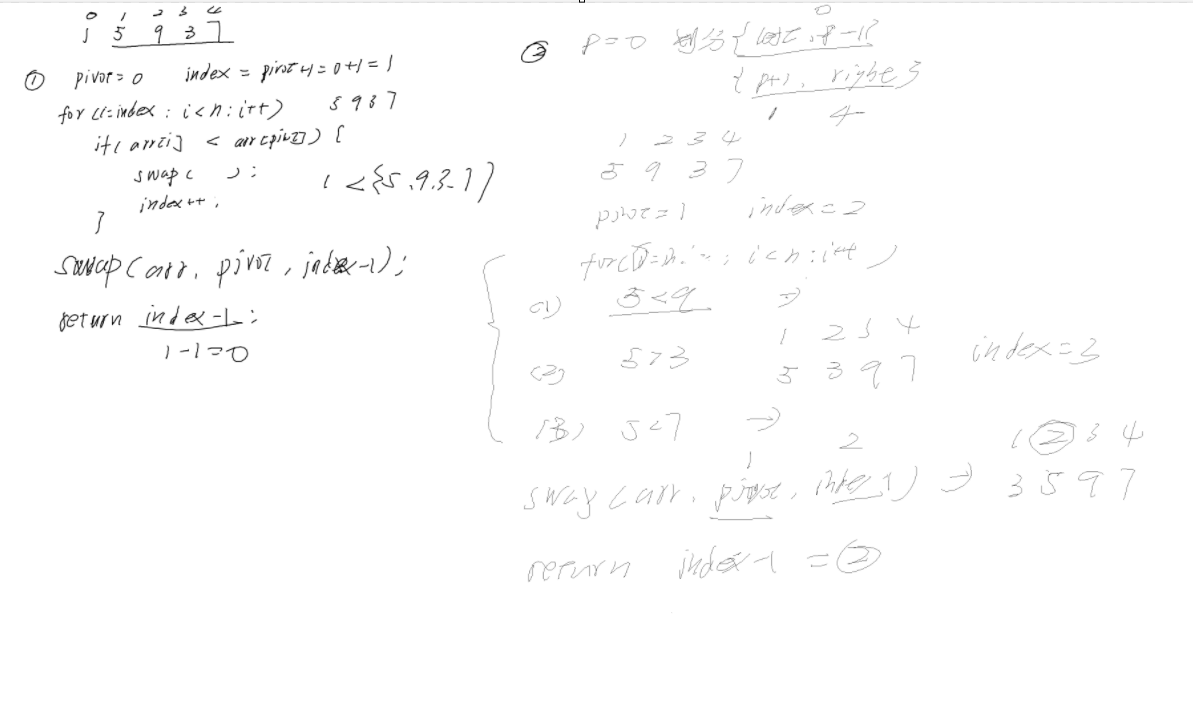 0 1 2 3 4
1 5 9 3 7
① pivot=0 index = pivot+1=0+1=1
for (i=index; i<n; i++) 5 9 3 7
if( arr[i] < arr[pivot]) {
swap( );
index++;
}
1 <{5.9.3.7}
swap(arr, pivot, index-1);
return index-1;
1-1=0
② P=0 划分{ left, p-1}
0
{ p+1, right}
1 4
1 2 3 4
5 9 3 7
pivot=1 index=2
for( ; i<n; i++ )
(1) 5<9 ⇒
(2) 5>3
1 2 3 4
5 3 9 7 index=3
(3) 5<7 ⇒
1 2
swap(arr, pivot, index-1) ⇒
1 ② 3 4
3 5 9 7
return index-1 = ②